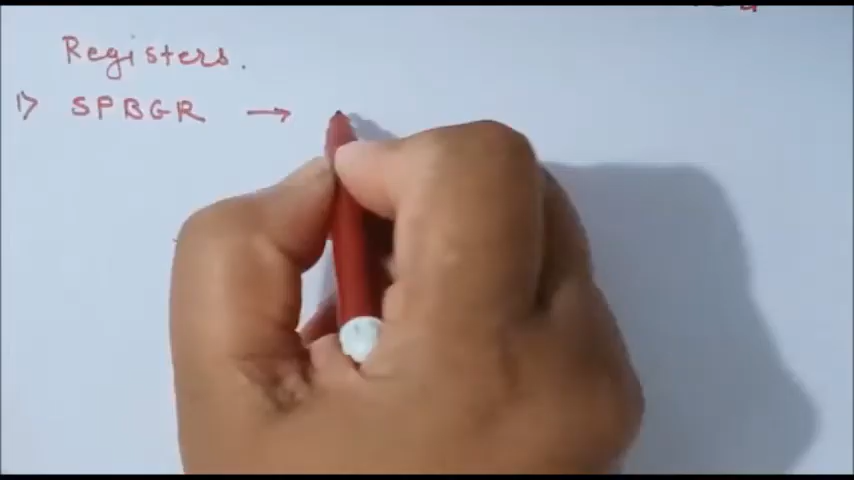 Registers.
1) SPBGR →